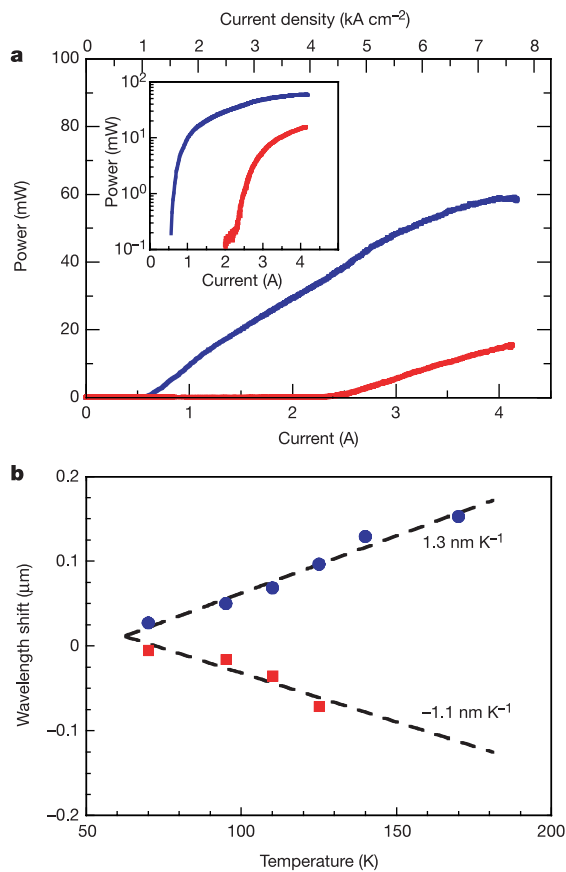 Current density (kA cm⁻²)
0 1 2 3 4 5 6 7 8
a
100
80
60
40
20
0
Power (mW)
10²
10¹
10⁰
10⁻¹
Power (mW)
0 1 2 3 4
Current (A)
0 1 2 3 4
Current (A)
b
0.2
0.1
0
–0.1
–0.2
Wavelength shift (μm)
1.3 nm K⁻¹
–1.1 nm K⁻¹
50 100 150 200
Temperature (K)